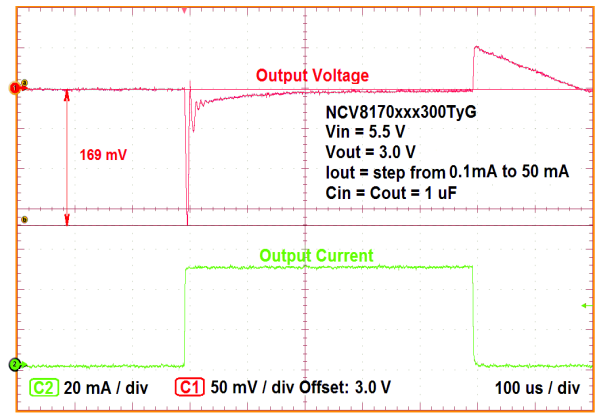 1
a
Output Voltage
NCV8170xxx300TyG
Vin = 5.5 V
Vout = 3.0 V
Iout = step from 0.1mA to 50 mA
Cin = Cout = 1 uF
169 mV
b
Output Current
2
C2 20 mA / div C1 50 mV / div Offset: 3.0 V 100 us / div